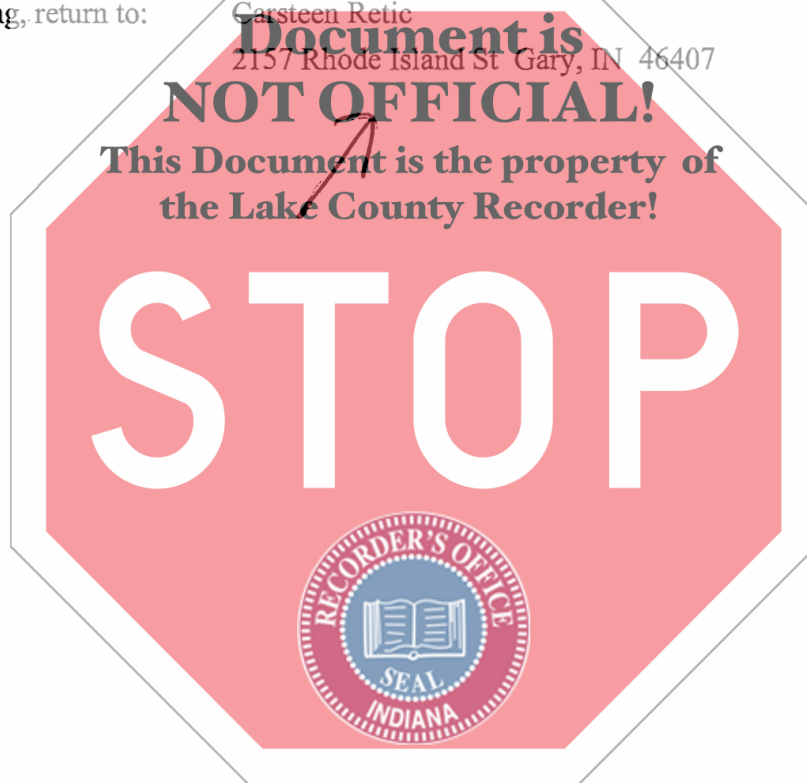 g, return to: Carsteen Retic
Document is
2157 Rhode Island St Gary, IN 46407
NOT OFFICIAL!
This Document is the property of
the Lake County Recorder!
STOP
RECORDER'S OFFICE
SEAL
INDIANA